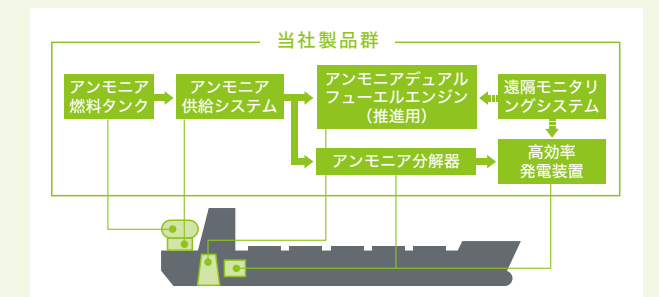 当社製品群
アンモニア
燃料タンク
アンモニア
供給システム
アンモニアデュアル
フューエルエンジン
（推進用）
遠隔モニタリ
ングシステム
アンモニア分解器
高効率
発電装置